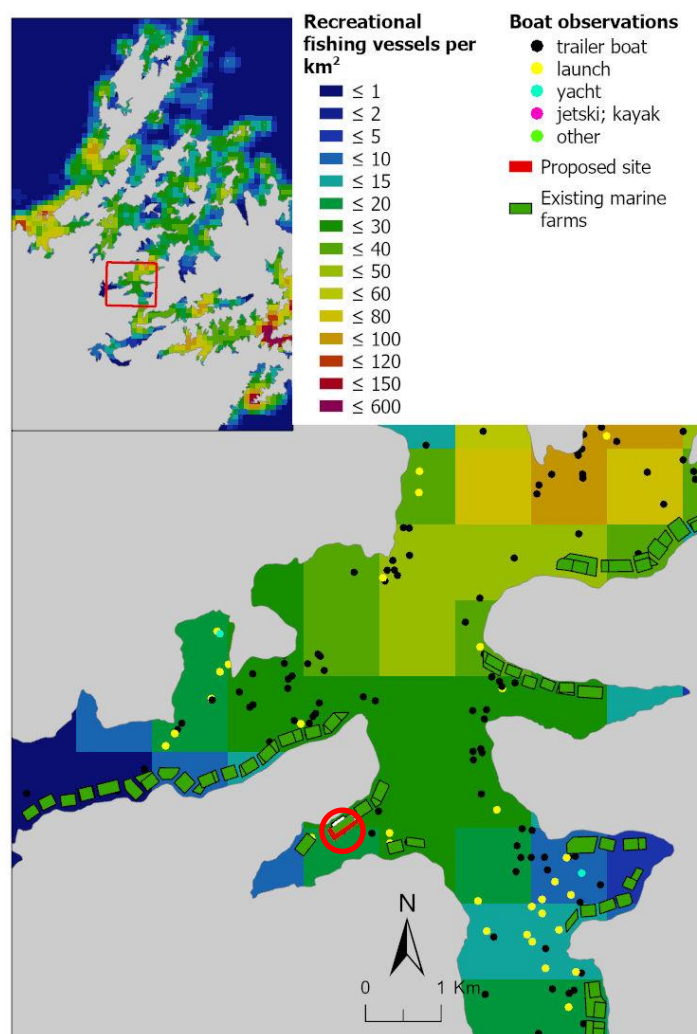 Recreational
fishing vessels per
km²
≤ 1
≤ 2
≤ 5
≤ 10
≤ 15
≤ 20
≤ 30
≤ 40
≤ 50
≤ 60
≤ 80
≤ 100
≤ 120
≤ 150
≤ 600
Boat observations
trailer boat
launch
yacht
jetski; kayak
other
Proposed site
Existing marine
farms
N
0 1 Km